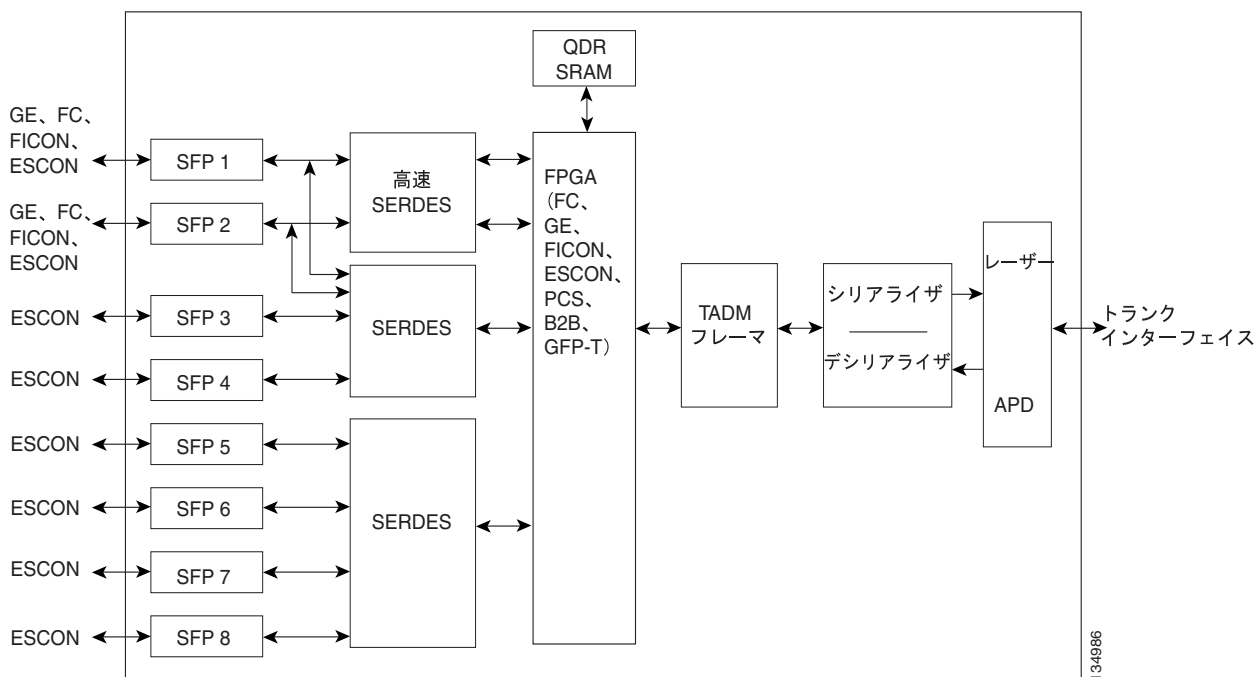 QDR
SRAM
GE、FC、
FICON、
ESCON
SFP 1
GE、FC、
FICON、
ESCON
SFP 2
ESCON
SFP 3
ESCON
SFP 4
ESCON
SFP 5
ESCON
SFP 6
ESCON
SFP 7
ESCON
SFP 8
高速
SERDES
SERDES
SERDES
FPGA
(FC、
GE、
FICON、
ESCON、
PCS、
B2B、
GFP-T)
TADM
フレーマ
シリアライザ
デシリアライザ
レーザー
APD
トランク
インターフェイス
134986